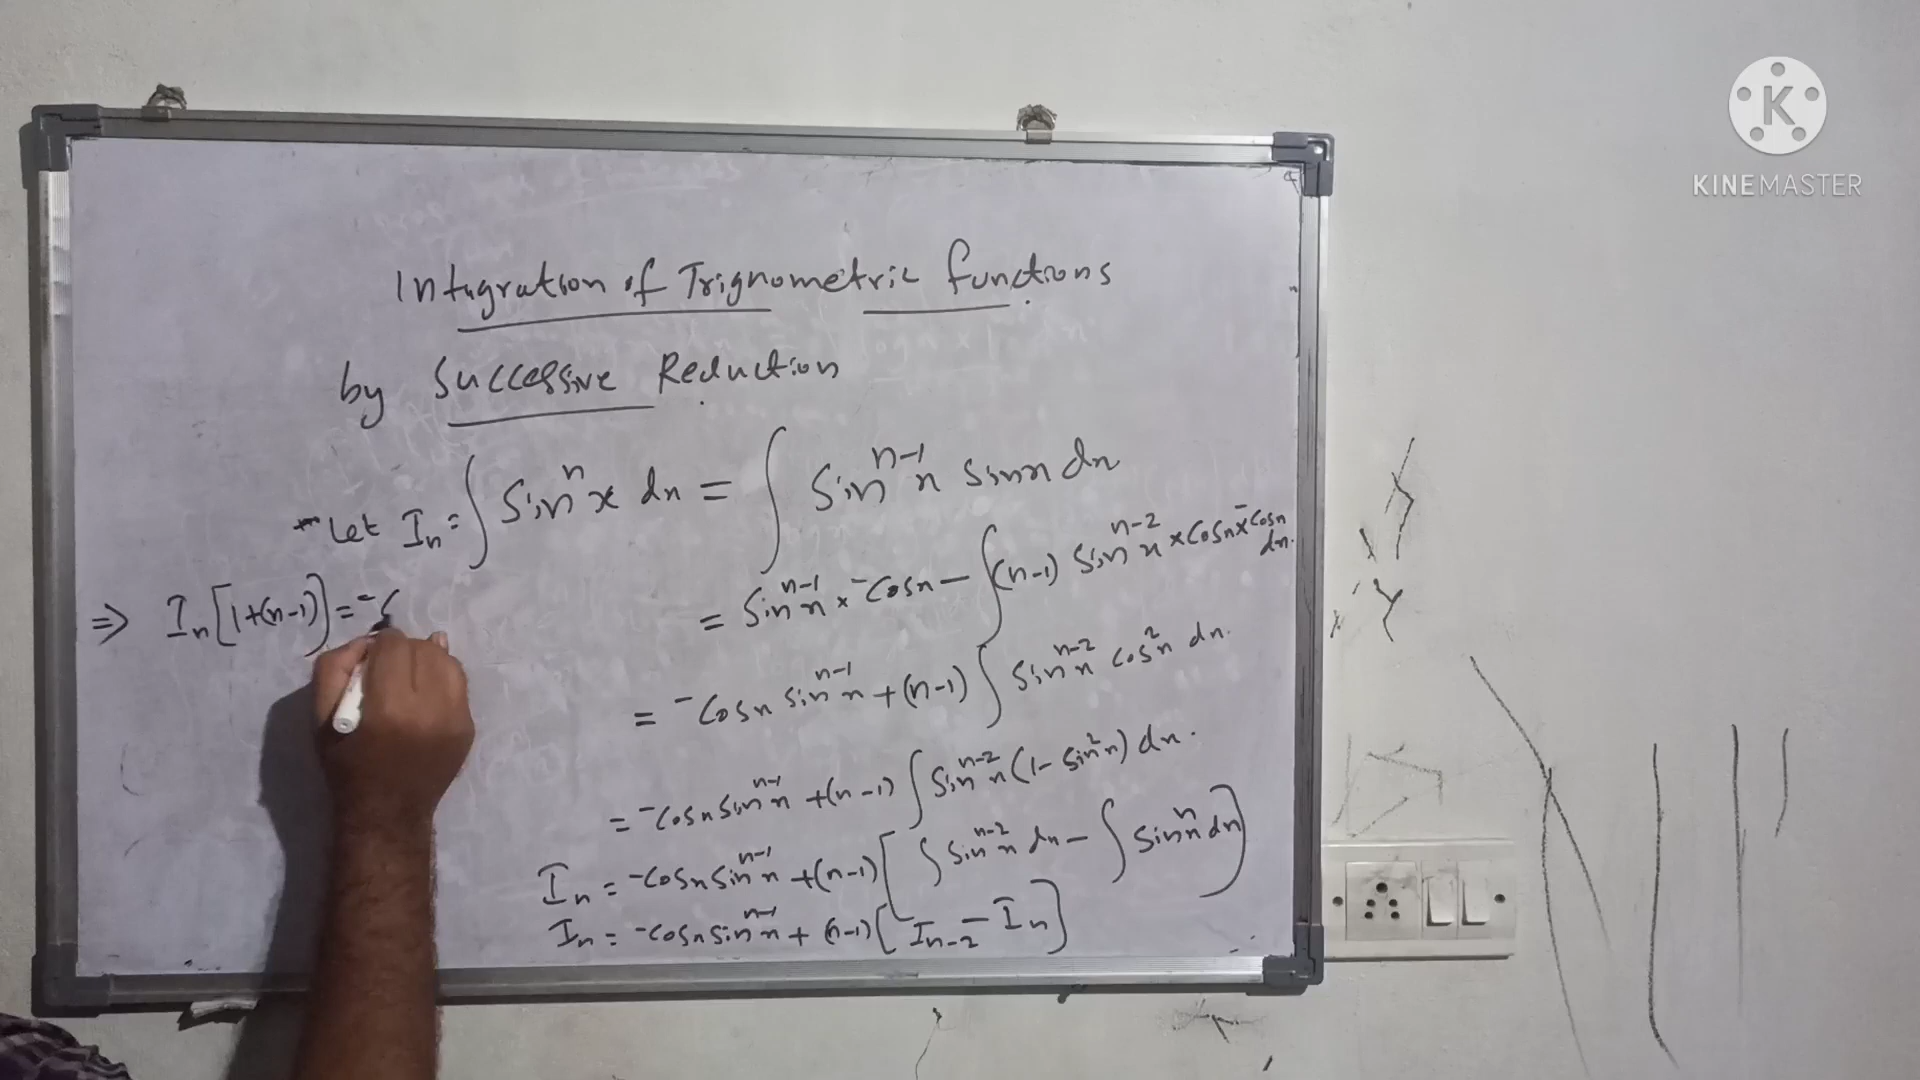 KINEMASTER
Integration of Trignometric functions
by Successive Reduction
Let Iₙ = ∫ Sinⁿx dx = ∫ Sinⁿ⁻¹x Sinx dx
= Sinⁿ⁻¹x × -Cosx - ∫(n-1) Sinⁿ⁻²x × Cosx × -Cosx dx.
= -Cosx Sinⁿ⁻¹x + (n-1) ∫ Sinⁿ⁻²x Cos²x dx.
= -Cosx Sinⁿ⁻¹x + (n-1) ∫ Sinⁿ⁻²x (1 - Sin²x) dx.
Iₙ = -Cosx Sinⁿ⁻¹x + (n-1) [∫ Sinⁿ⁻²x dx - ∫ Sinⁿx dx]
Iₙ = -Cosx Sinⁿ⁻¹x + (n-1) [Iₙ₋₂ - Iₙ]
⇒ Iₙ [1+(n-1)] = -C